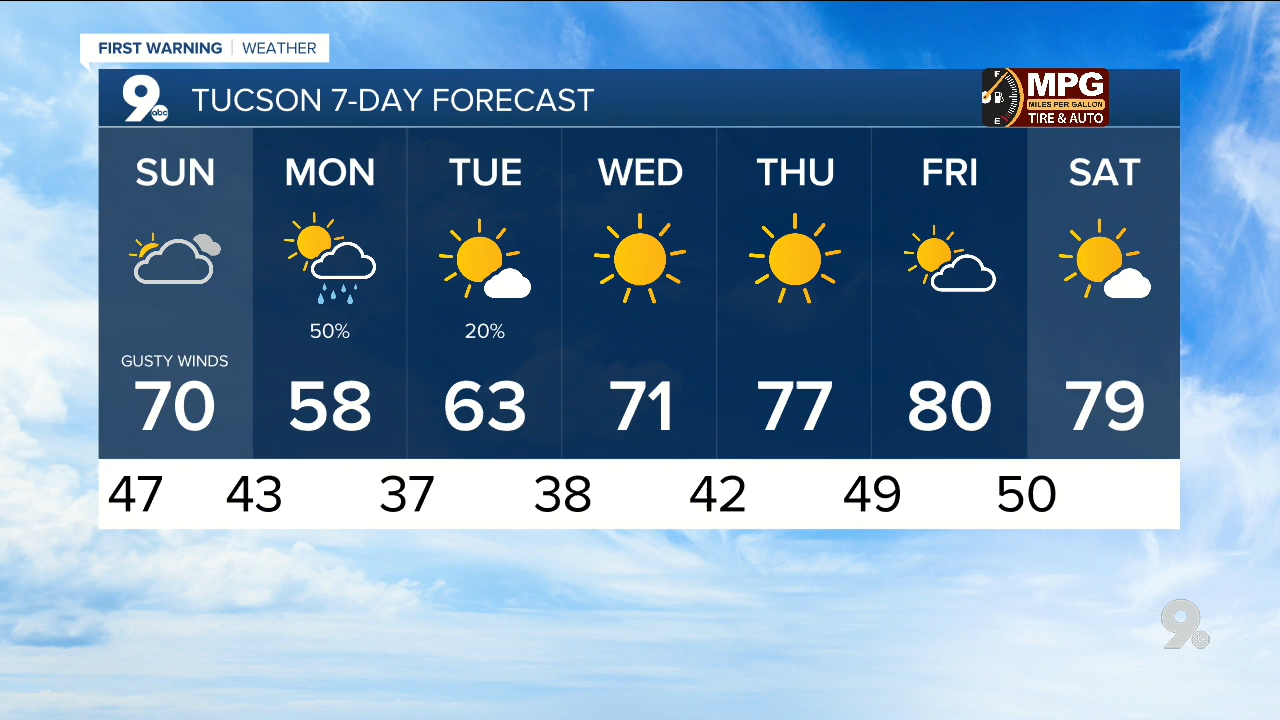 FIRST WARNING | WEATHER
9 abc TUCSON 7-DAY FORECAST
F
E
MPG
MILES PER GALLON
TIRE & AUTO
SUN MON TUE WED THU FRI SAT
50% 20%
GUSTY WINDS
70 58 63 71 77 80 79
47 43 37 38 42 49 50
9 abc